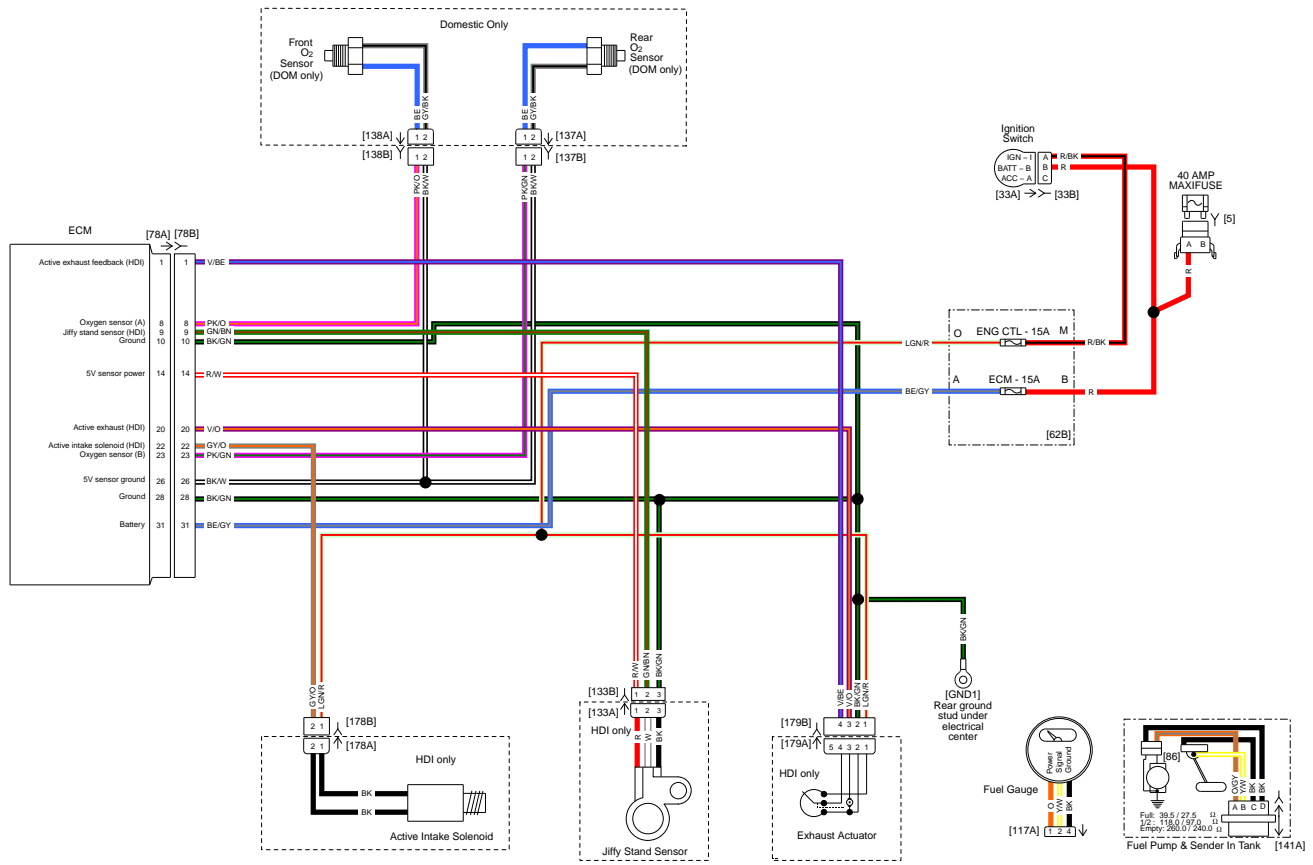 Domestic Only
Front
O2
Sensor
(DOM only)
Rear
O2
Sensor
(DOM only)
BE
GY/BK
BE
GY/BK
[138A]
1 2
1 2
[137A]
[138B]
1 2
1 2
[137B]
PK/O
BK/W
PK/GN
BK/W
Ignition
Switch
IGN – I
BATT – B
ACC – A
A
B
C
R/BK
R
[33A]
[33B]
40 AMP
MAXIFUSE
[5]
A B
R
ECM
[78A]
[78B]
Active exhaust feedback (HDI) 1 1 V/BE
Oxygen sensor (A) 8 8 PK/O
Jiffy stand sensor (HDI) 9 9 GN/BN
Ground 10 10 BK/GN
5V sensor power 14 14 R/W
Active exhaust (HDI) 20 20 V/O
Active intake solenoid (HDI) 22 22 GY/O
Oxygen sensor (B) 23 23 PK/GN
5V sensor ground 26 26 BK/W
Ground 28 28 BK/GN
Battery 31 31 BE/GY
O ENG CTL - 15A M
LGN/R
R/BK
A ECM - 15A B
BE/GY
R
[62B]
GY/O
LGN/R
[178B]
2 1
2 1
[178A]
HDI only
BK
BK
Active Intake Solenoid
R/W
GN/BN
BK/GN
[133B]
1 2 3
[133A]
1 2 3
HDI only
R
W
BK
Jiffy Stand Sensor
V/BE
V/O
BK/GN
LGN/R
[179B]
4 3 2 1
[179A]
5 4 3 2 1
HDI only
Exhaust Actuator
BK/GN
[GND1]
Rear ground
stud under
electrical
center
Power
Signal
Ground
Fuel Gauge
O
Y/W
BK
1 2 4
[117A]
[86]
O/GY
Y/W
BK
BK
A B C D
Full: 39.5 / 27.5 Ω
1/2 : 118.0 / 97.0 Ω
Empty: 260.0 / 240.0 Ω
[141A]
Fuel Pump & Sender In Tank